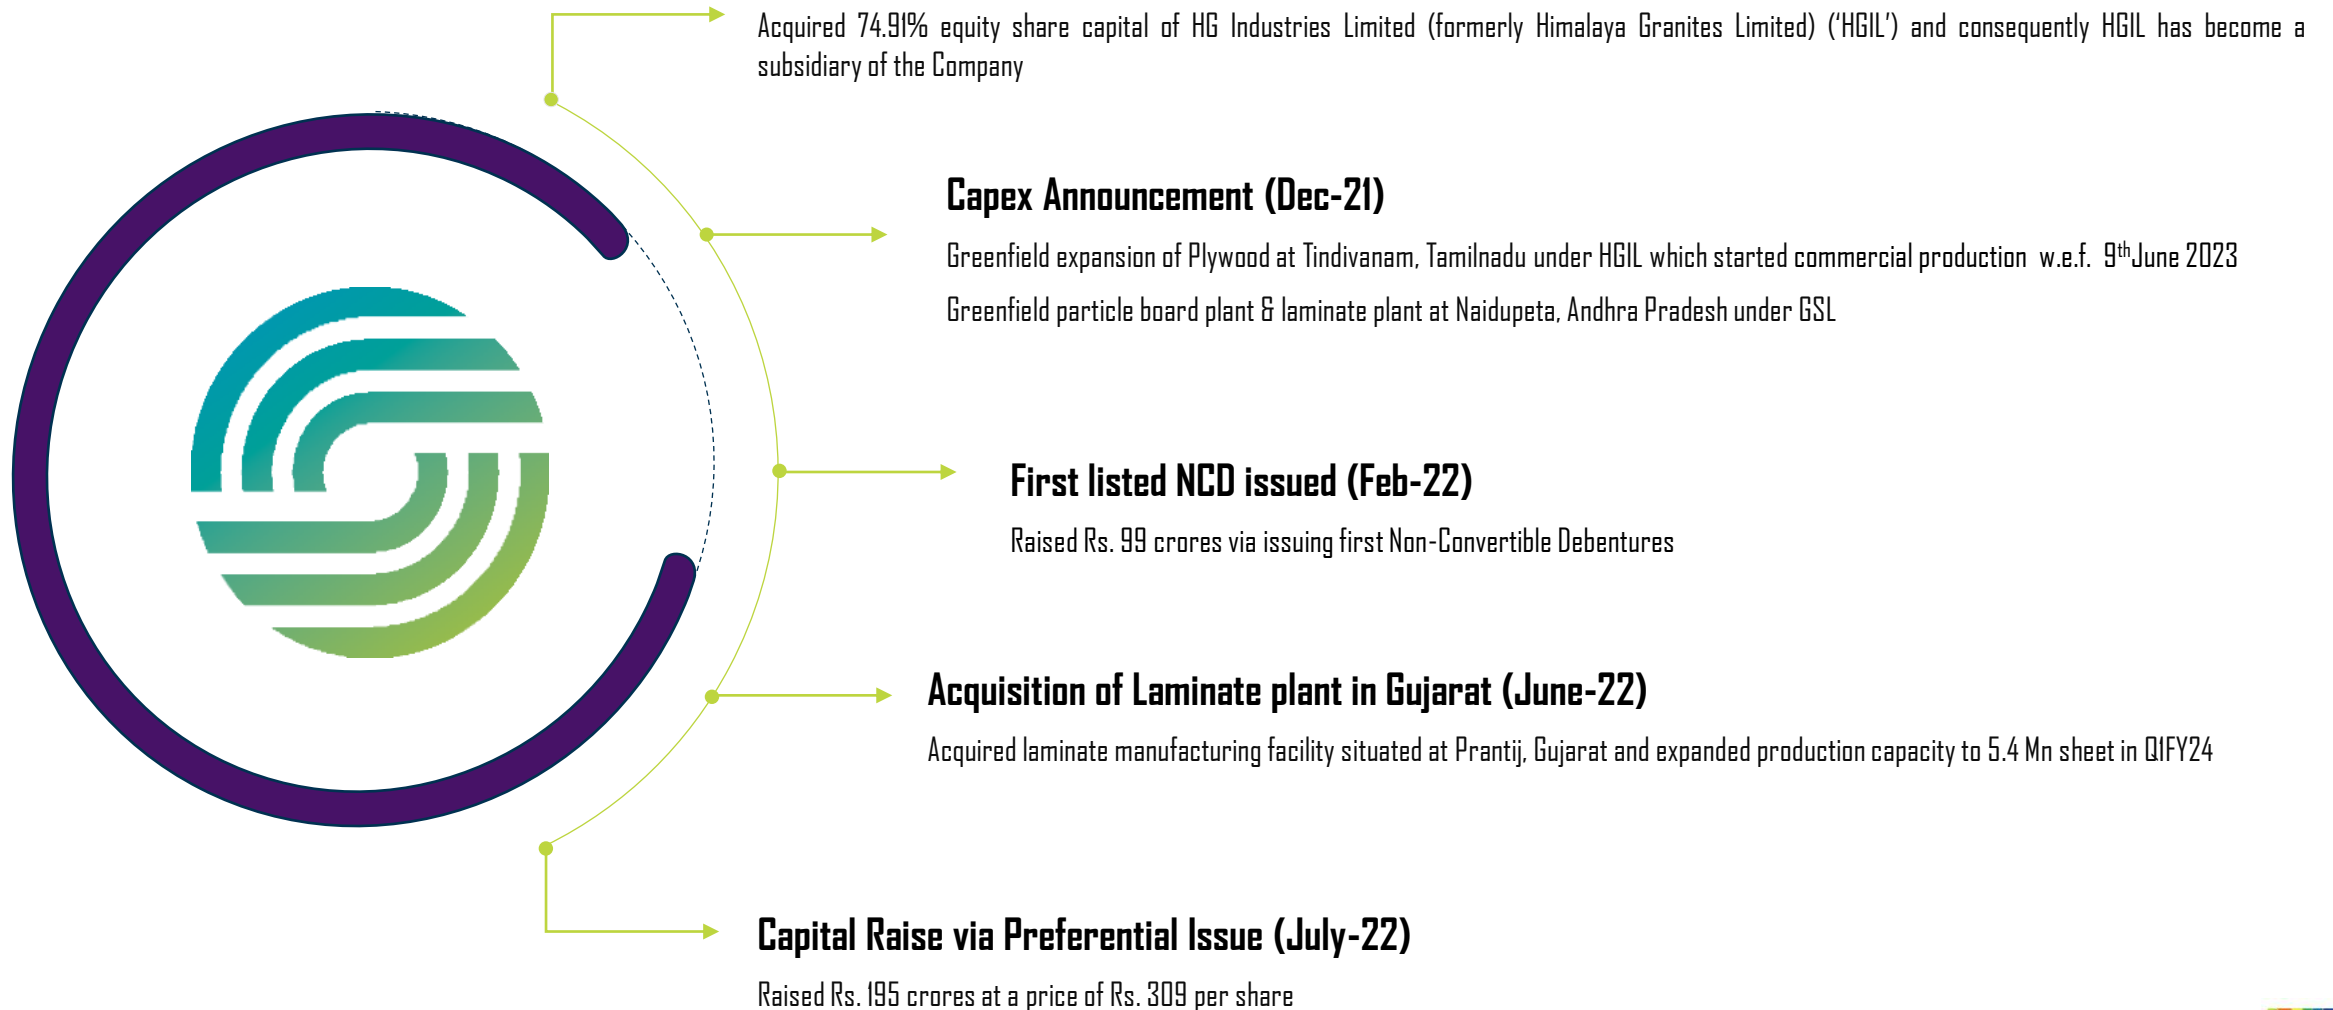 Acquired 74.91% equity share capital of HG Industries Limited (formerly Himalaya Granites Limited) (‘HGIL’) and consequently HGIL has become a
subsidiary of the Company
Capex Announcement (Dec-21)
Greenfield expansion of Plywood at Tindivanam, Tamilnadu under HGIL which started commercial production w.e.f. 9th June 2023
Greenfield particle board plant & laminate plant at Naidupeta, Andhra Pradesh under GSL
First listed NCD issued (Feb-22)
Raised Rs. 99 crores via issuing first Non-Convertible Debentures
Acquisition of Laminate plant in Gujarat (June-22)
Acquired laminate manufacturing facility situated at Prantij, Gujarat and expanded production capacity to 5.4 Mn sheet in Q1FY24
Capital Raise via Preferential Issue (July-22)
Raised Rs. 195 crores at a price of Rs. 309 per share